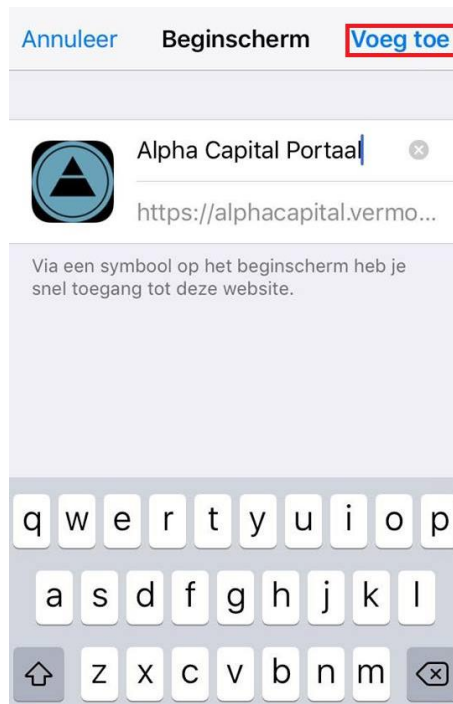 Annuleer Beginscherm Voeg toe
Alpha Capital Portaal
https://alphacapital.vermo...
Via een symbool op het beginscherm heb je
snel toegang tot deze website.
q w e r t y u i o p
a s d f g h j k l
z x c v b n m